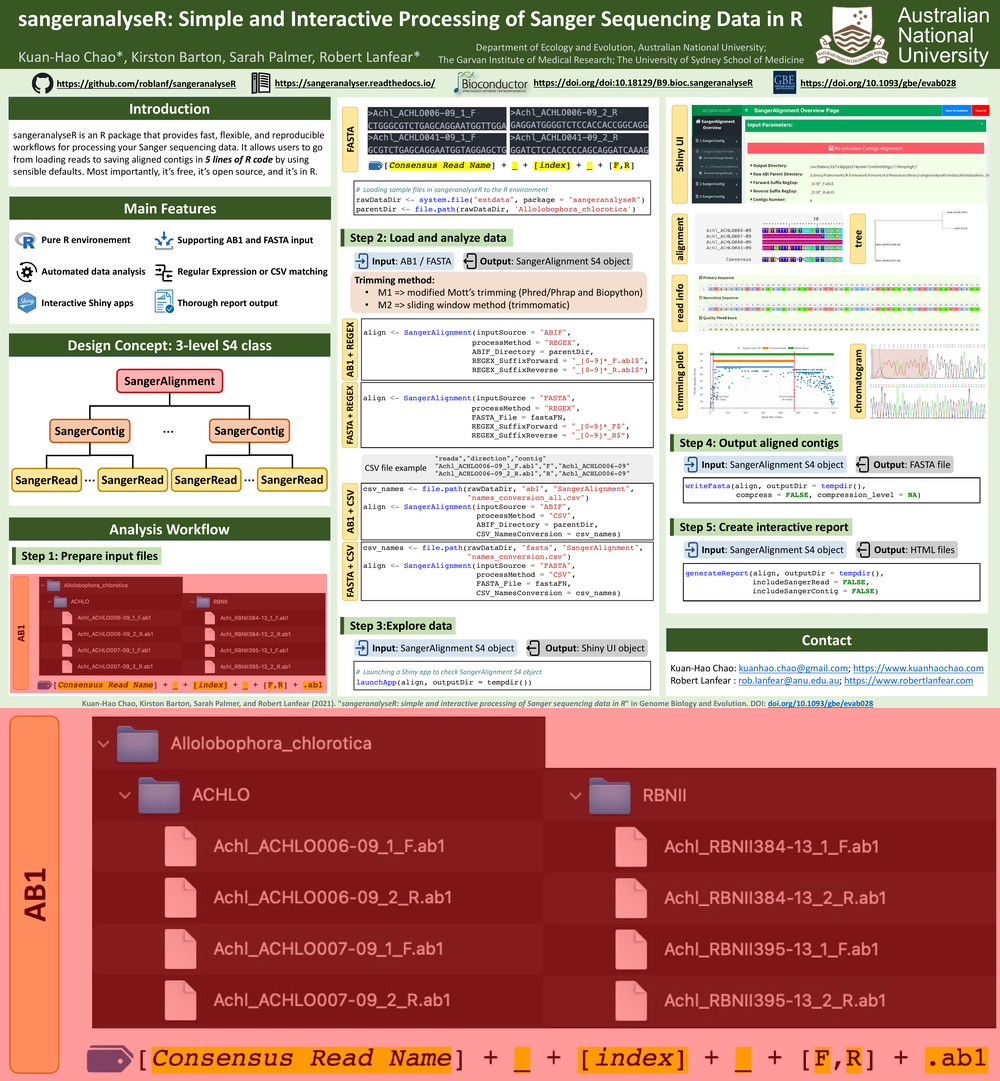 sangeranalyseR: Simple and Interactive Processing of Sanger Sequencing Data in R
Kuan-Hao Chao*, Kirston Barton, Sarah Palmer, Robert Lanfear*
Department of Ecology and Evolution, Australian National University;
The Garvan Institute of Medical Research; The University of Sydney School of Medicine
Australian
National
University
https://github.com/roblanf/sangeranalyseR
https://sangeranalyser.readthedocs.io/
Bioconductor
https://doi.org/doi:10.18129/B9.bioc.sangeranalyseR
GBE
https://doi.org/10.1093/gbe/evab028
Introduction
sangeranalyseR is an R package that provides fast, flexible, and reproducible
workflows for processing your Sanger sequencing data. It allows users to go
from loading reads to saving aligned contigs in 5 lines of R code by using
sensible defaults. Most importantly, it's free, it's open source, and it's in R.
Main Features
Pure R environement
Supporting AB1 and FASTA input
Automated data analysis
Regular Expression or CSV matching
Interactive Shiny apps
Thorough report output
Design Concept: 3-level S4 class
SangerAlignment
SangerContig
...
SangerContig
SangerRead
...
SangerRead
SangerRead
...
SangerRead
Analysis Workflow
Step 1: Prepare input files
AB1
Allolobophora_chlorotica
ACHLO
RBNII
Achl_ACHLO006-09_1_F.ab1
Achl_RBNII384-13_1_F.ab1
Achl_ACHLO006-09_2_R.ab1
Achl_RBNII384-13_2_R.ab1
Achl_ACHLO007-09_1_F.ab1
Achl_RBNII395-13_1_F.ab1
Achl_ACHLO007-09_2_R.ab1
Achl_RBNII395-13_2_R.ab1
[Consensus Read Name] + _ + [index] + _ + [F,R] + .ab1
FASTA
>Achl_ACHLO006-09_1_F
CTGGGCGTCTGAGCAGGAATGGTTGGA
>Achl_ACHLO006-09_2_R
GAGGATGGGGTCTCCACCACCGGCAGG
>Achl_ACHLO041-09_1_F
GCGTCTGAGCAGGAATGGTAGGAGCTG
>Achl_ACHLO041-09_2_R
GGATCTCCACCCCCAGCAGGATCAAAG
[Consensus Read Name] + _ + [index] + _ + [F,R]
# Loading sample files in sangeranalyseR to the R environment
rawDataDir <- system.file("extdata", package = "sangeranalyseR")
parentDir <- file.path(rawDataDir, 'Allolobophora_chlorotica')
Step 2: Load and analyze data
Input: AB1 / FASTA
Output: SangerAlignment S4 object
Trimming method:
• M1 => modified Mott's trimming (Phred/Phrap and Biopython)
• M2 => sliding window method (trimmomatic)
AB1 + REGEX
align <- SangerAlignment(inputSource = "ABIF",
processMethod = "REGEX",
ABIF_Directory = parentDir,
REGEX_SuffixForward = "_[0-9]*_F.ab1$",
REGEX_SuffixReverse = "_[0-9]*_R.ab1$")
FASTA + REGEX
align <- SangerAlignment(inputSource = "FASTA",
processMethod = "REGEX",
FASTA_File = fastaFN,
REGEX_SuffixForward = "_[0-9]*_F$",
REGEX_SuffixReverse = "_[0-9]*_R$")
CSV file example
"reads","direction","contig"
"Achl_ACHLO006-09_1_F.ab1","F","Achl_ACHLO006-09"
"Achl_ACHLO006-09_2_R.ab1","R","Achl_ACHLO006-09"
AB1 + CSV
csv_names <- file.path(rawDataDir, "ab1", "SangerAlignment",
"names_conversion_all.csv")
align <- SangerAlignment(inputSource = "ABIF",
processMethod = "CSV",
ABIF_Directory = parentDir,
CSV_NamesConversion = csv_names)
FASTA + CSV
csv_names <- file.path(rawDataDir, "fasta", "SangerAlignment",
"names_conversion.csv")
align <- SangerAlignment(inputSource = "FASTA",
processMethod = "CSV",
FASTA_File = fastaFN,
CSV_NamesConversion = csv_names)
Step 3:Explore data
Input: SangerAlignment S4 object
Output: Shiny UI object
# Launching a Shiny app to check SangerAlignment S4 object
launchApp(align, outputDir = tempdir())
Shiny UI
SangerAlignment Overview Page
SangerAlignment
Overview
Input Parameters:
Re-calculate Contigs Alignment
Output Directory:
Raw AB1 Parent Directory:
Forward Suffix RegExp:
Reverse Suffix RegExp:
Contigs Number:
alignment
20
Achl_ACHLO006-09
Achl_ACHLO007-09
Achl_ACHLO040-09
Achl_ACHLO041-09
Consensus
tree
read info
Primary Sequence
Secondary Sequence
Quality Phred Score
trimming plot
chromatogram
Step 4: Output aligned contigs
Input: SangerAlignment S4 object
Output: FASTA file
writeFasta(align, outputDir = tempdir(),
compress = FALSE, compression_level = NA)
Step 5: Create interactive report
Input: SangerAlignment S4 object
Output: HTML files
generateReport(align, outputDir = tempdir(),
includeSangerRead = FALSE,
includeSangerContig = FALSE)
Contact
Kuan-Hao Chao: kuanhao.chao@gmail.com; https://www.kuanhaochao.com
Robert Lanfear : rob.lanfear@anu.edu.au; https://www.robertlanfear.com
Kuan-Hao Chao, Kirston Barton, Sarah Palmer, and Robert Lanfear (2021). "sangeranalyseR: simple and interactive processing of Sanger sequencing data in R" in Genome Biology and Evolution. DOI: doi.org/10.1093/gbe/evab028
AB1
Allolobophora_chlorotica
ACHLO
RBNII
Achl_ACHLO006-09_1_F.ab1
Achl_RBNII384-13_1_F.ab1
Achl_ACHLO006-09_2_R.ab1
Achl_RBNII384-13_2_R.ab1
Achl_ACHLO007-09_1_F.ab1
Achl_RBNII395-13_1_F.ab1
Achl_ACHLO007-09_2_R.ab1
Achl_RBNII395-13_2_R.ab1
[Consensus Read Name] + _ + [index] + _ + [F,R] + .ab1